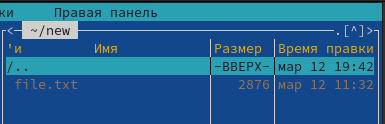 ки Правая панель
<- ~/new .[^]>
'и Имя Размер Время правки
/.. -ВВЕРХ- мар 12 19:42
file.txt 2876 мар 12 11:32